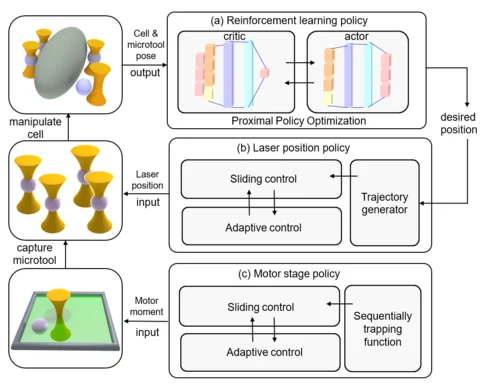 (a) Reinforcement learning policy
Cell &
microtool
pose
output
critic
actor
Proximal Policy Optimization
desired
position
manipulate
cell
(b) Laser position policy
Laser
position
input
Sliding control
Adaptive control
Trajectory
generator
capture
microtool
(c) Motor stage policy
Motor
moment
input
Sliding control
Adaptive control
Sequentially
trapping
function